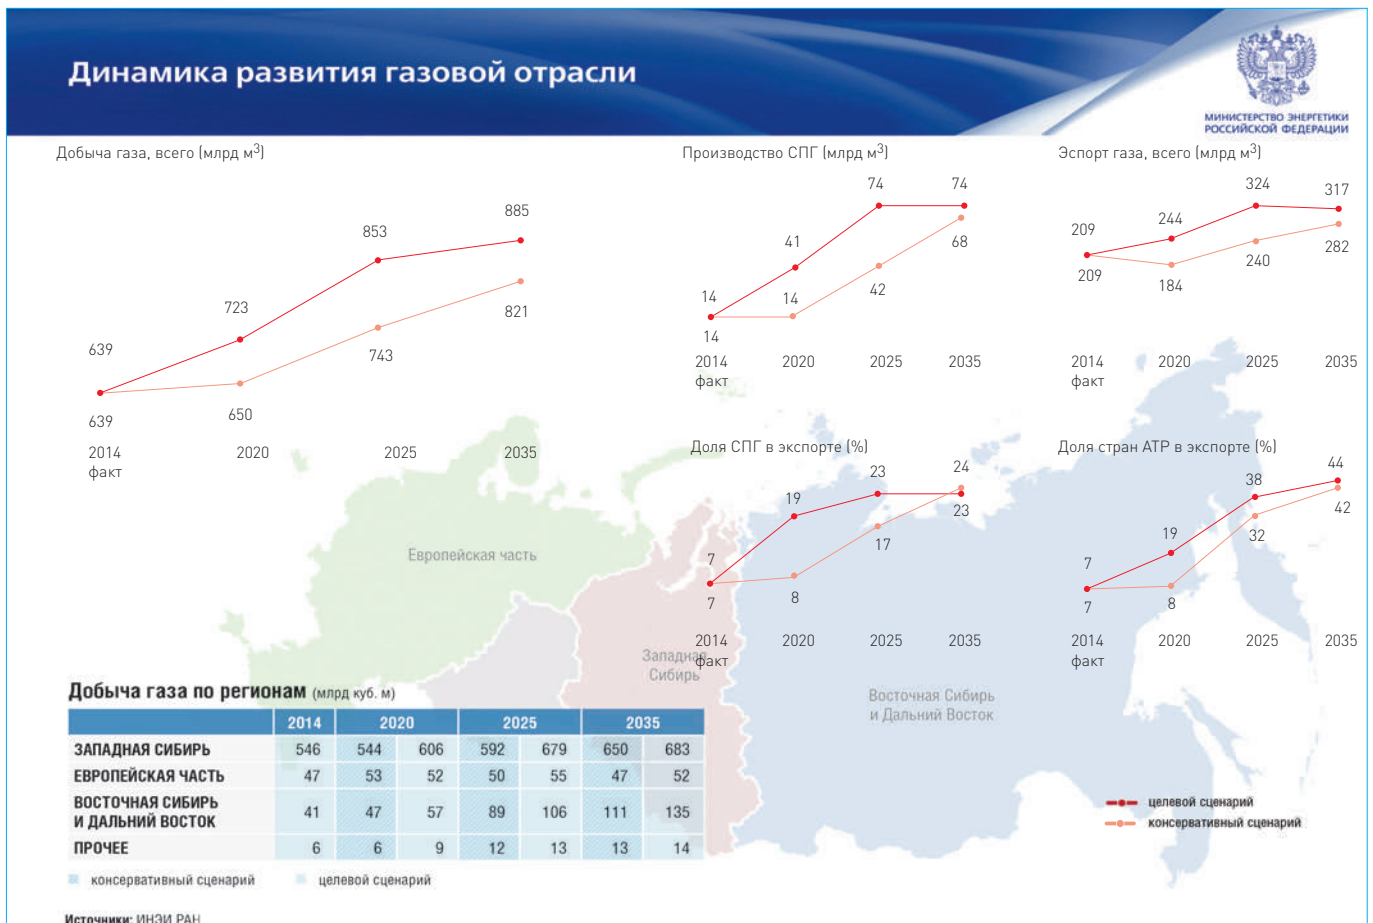 Динамика развития газовой отрасли
МИНИСТЕРСТВО ЭНЕРГЕТИКИ
РОССИЙСКОЙ ФЕДЕРАЦИИ
Добыча газа, всего (млрд м³)
885
853
723
821
743
639
650
639
2014 2020 2025 2035
факт
Производство СПГ (млрд м³)
74 74
41
68
42
14 14
14
2014 2020 2025 2035
факт
Эспорт газа, всего (млрд м³)
324 317
244
209
282
240
209 184
2014 2020 2025 2035
факт
Доля СПГ в экспорте (%)
24
23
19
23
17
7
8
7
2014 2020 2025 2035
факт
Доля стран АТР в экспорте (%)
44
38
42
19
32
7
8
7
2014 2020 2025 2035
факт
Европейская часть
Западная
Сибирь
Восточная Сибирь
и Дальний Восток
Добыча газа по регионам (млрд куб. м)
2014 2020 2025 2035
ЗАПАДНАЯ СИБИРЬ 546 544 606 592 679 650 683
ЕВРОПЕЙСКАЯ ЧАСТЬ 47 53 52 50 55 47 52
ВОСТОЧНАЯ СИБИРЬ
И ДАЛЬНИЙ ВОСТОК 41 47 57 89 106 111 135
ПРОЧЕЕ 6 6 9 12 13 13 14
консервативный сценарий целевой сценарий
целевой сценарий
консервативный сценарий
Источники: ИНЭИ РАН